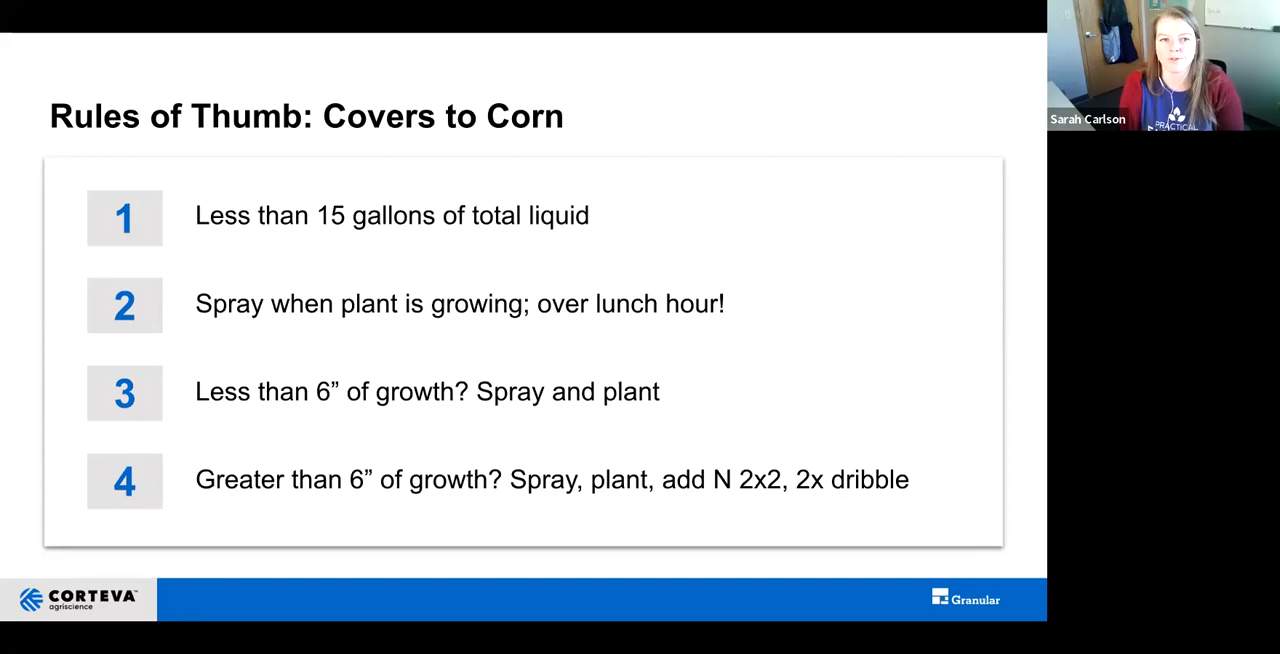 Rules of Thumb: Covers to Corn
1
Less than 15 gallons of total liquid
2
Spray when plant is growing; over lunch hour!
3
Less than 6” of growth? Spray and plant
4
Greater than 6” of growth? Spray, plant, add N 2x2, 2x dribble
CORTEVA™
agriscience
Granular
Sarah Carlson
PRACTICAL